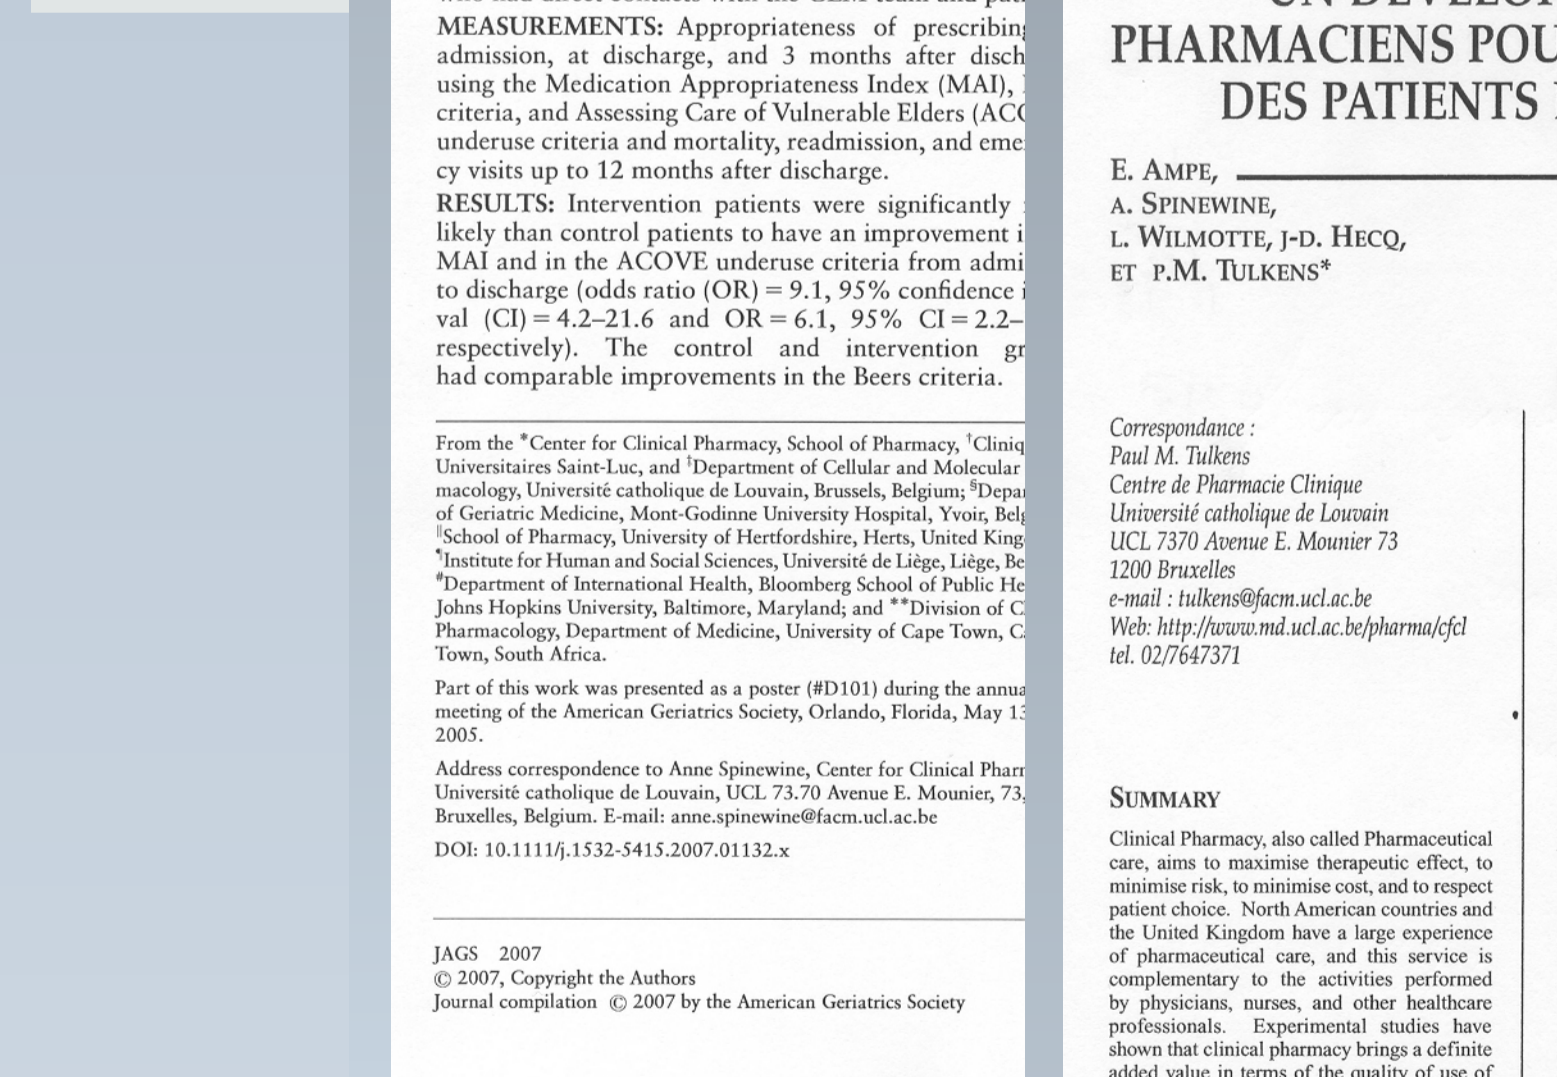 MEASUREMENTS: Appropriateness of prescribing
admission, at discharge, and 3 months after disch
using the Medication Appropriateness Index (MAI),
criteria, and Assessing Care of Vulnerable Elders (ACO
underuse criteria and mortality, readmission, and eme
cy visits up to 12 months after discharge.
RESULTS: Intervention patients were significantly
likely than control patients to have an improvement i
MAI and in the ACOVE underuse criteria from admi
to discharge (odds ratio (OR) = 9.1, 95% confidence i
val (CI) = 4.2–21.6 and OR = 6.1, 95% CI = 2.2–
respectively). The control and intervention gr
had comparable improvements in the Beers criteria.
From the *Center for Clinical Pharmacy, School of Pharmacy, †Cliniq
Universitaires Saint-Luc, and ‡Department of Cellular and Molecular
macology, Université catholique de Louvain, Brussels, Belgium; §Depar
of Geriatric Medicine, Mont-Godinne University Hospital, Yvoir, Belg
||School of Pharmacy, University of Hertfordshire, Herts, United King
¶Institute for Human and Social Sciences, Université de Liège, Liège, Be
#Department of International Health, Bloomberg School of Public He
Johns Hopkins University, Baltimore, Maryland; and **Division of C
Pharmacology, Department of Medicine, University of Cape Town, C
Town, South Africa.
Part of this work was presented as a poster (#D101) during the annua
meeting of the American Geriatrics Society, Orlando, Florida, May 13
2005.
Address correspondence to Anne Spinewine, Center for Clinical Pharr
Université catholique de Louvain, UCL 73.70 Avenue E. Mounier, 73,
Bruxelles, Belgium. E-mail: anne.spinewine@facm.ucl.ac.be
DOI: 10.1111/j.1532-5415.2007.01132.x
JAGS 2007
© 2007, Copyright the Authors
Journal compilation © 2007 by the American Geriatrics Society
UN DEVELO
PHARMACIENS POU
DES PATIENTS
E. AMPE,
A. SPINEWINE,
L. WILMOTTE, J-D. HECQ,
ET P.M. TULKENS*
Correspondance :
Paul M. Tulkens
Centre de Pharmacie Clinique
Université catholique de Louvain
UCL 7370 Avenue E. Mounier 73
1200 Bruxelles
e-mail : tulkens@facm.ucl.ac.be
Web: http://www.md.ucl.ac.be/pharma/cfcl
tel. 02/7647371
SUMMARY
Clinical Pharmacy, also called Pharmaceutical
care, aims to maximise therapeutic effect, to
minimise risk, to minimise cost, and to respect
patient choice. North American countries and
the United Kingdom have a large experience
of pharmaceutical care, and this service is
complementary to the activities performed
by physicians, nurses, and other healthcare
professionals. Experimental studies have
shown that clinical pharmacy brings a definite
added value in terms of the quality of use of